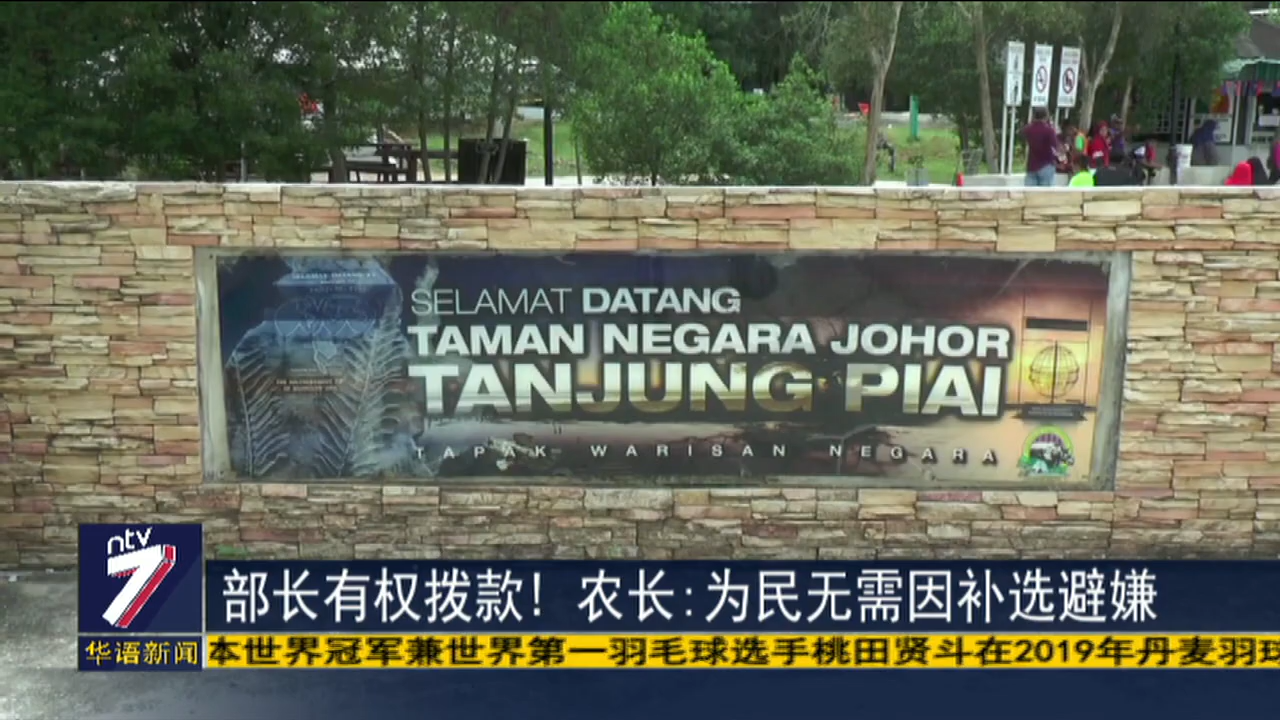 SELAMAT DATANG
TAMAN NEGARA JOHOR
TANJUNG PIAI
TAPAK WARISAN NEGARA
ntv
7
部长有权拨款! 农长:为民无需因补选避嫌
华语新闻
本世界冠军兼世界第一羽毛球选手桃田贤斗在2019年丹麦羽球